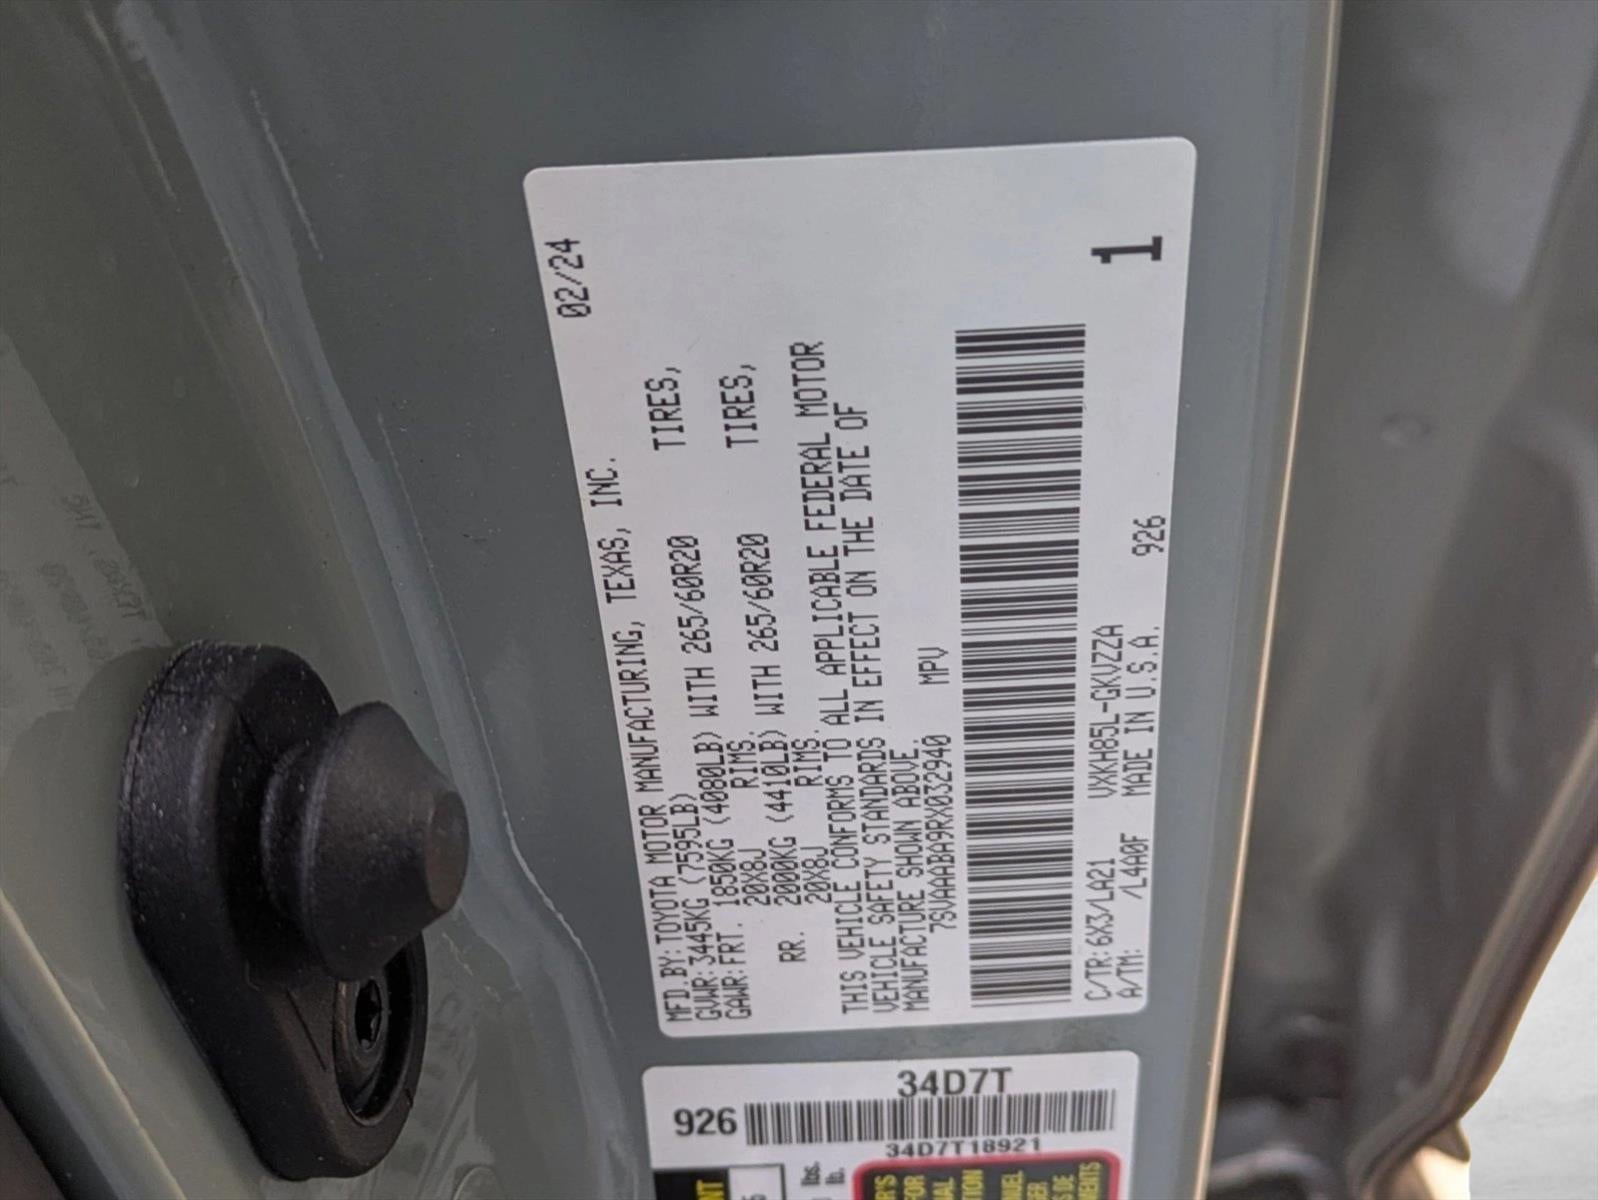 02/24
MFD.BY:TOYOTA MOTOR MANUFACTURING, TEXAS, INC.
GVWR:3445KG (7595LB)
GAWR:FRT. 1850KG (4080LB) WITH 265/60R20 TIRES,
20X8J RIMS.
RR. 2000KG (4410LB) WITH 265/60R20 TIRES,
20X8J RIMS.
THIS VEHICLE CONFORMS TO ALL APPLICABLE FEDERAL MOTOR
VEHICLE SAFETY STANDARDS IN EFFECT ON THE DATE OF
MANUFACTURE SHOWN ABOVE.
7SVAAABA9RX032940 MPV
1
C/TR:6X3/LA21 VXKH85L-GKVZZA
A/TM: /L4A0F MADE IN U.S.A. 926
34D7T
926
34D7T18921
lbs.
lb.